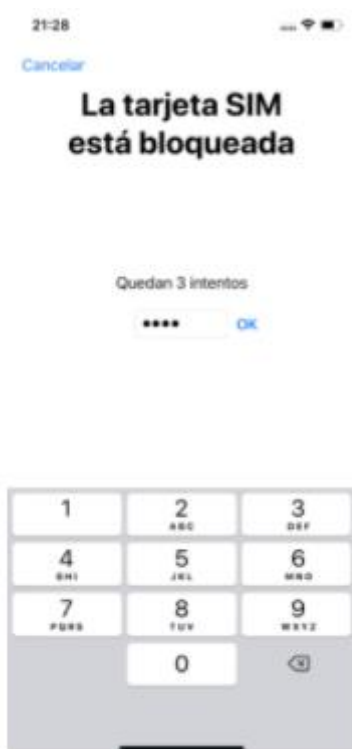 21:28
Cancelar
La tarjeta SIM
está bloqueada
Quedan 3 intentos
•••• OK
1 2 3
ABC DEF
4 5 6
GHI JKL MNO
7 8 9
PQRS TUV WXYZ
0